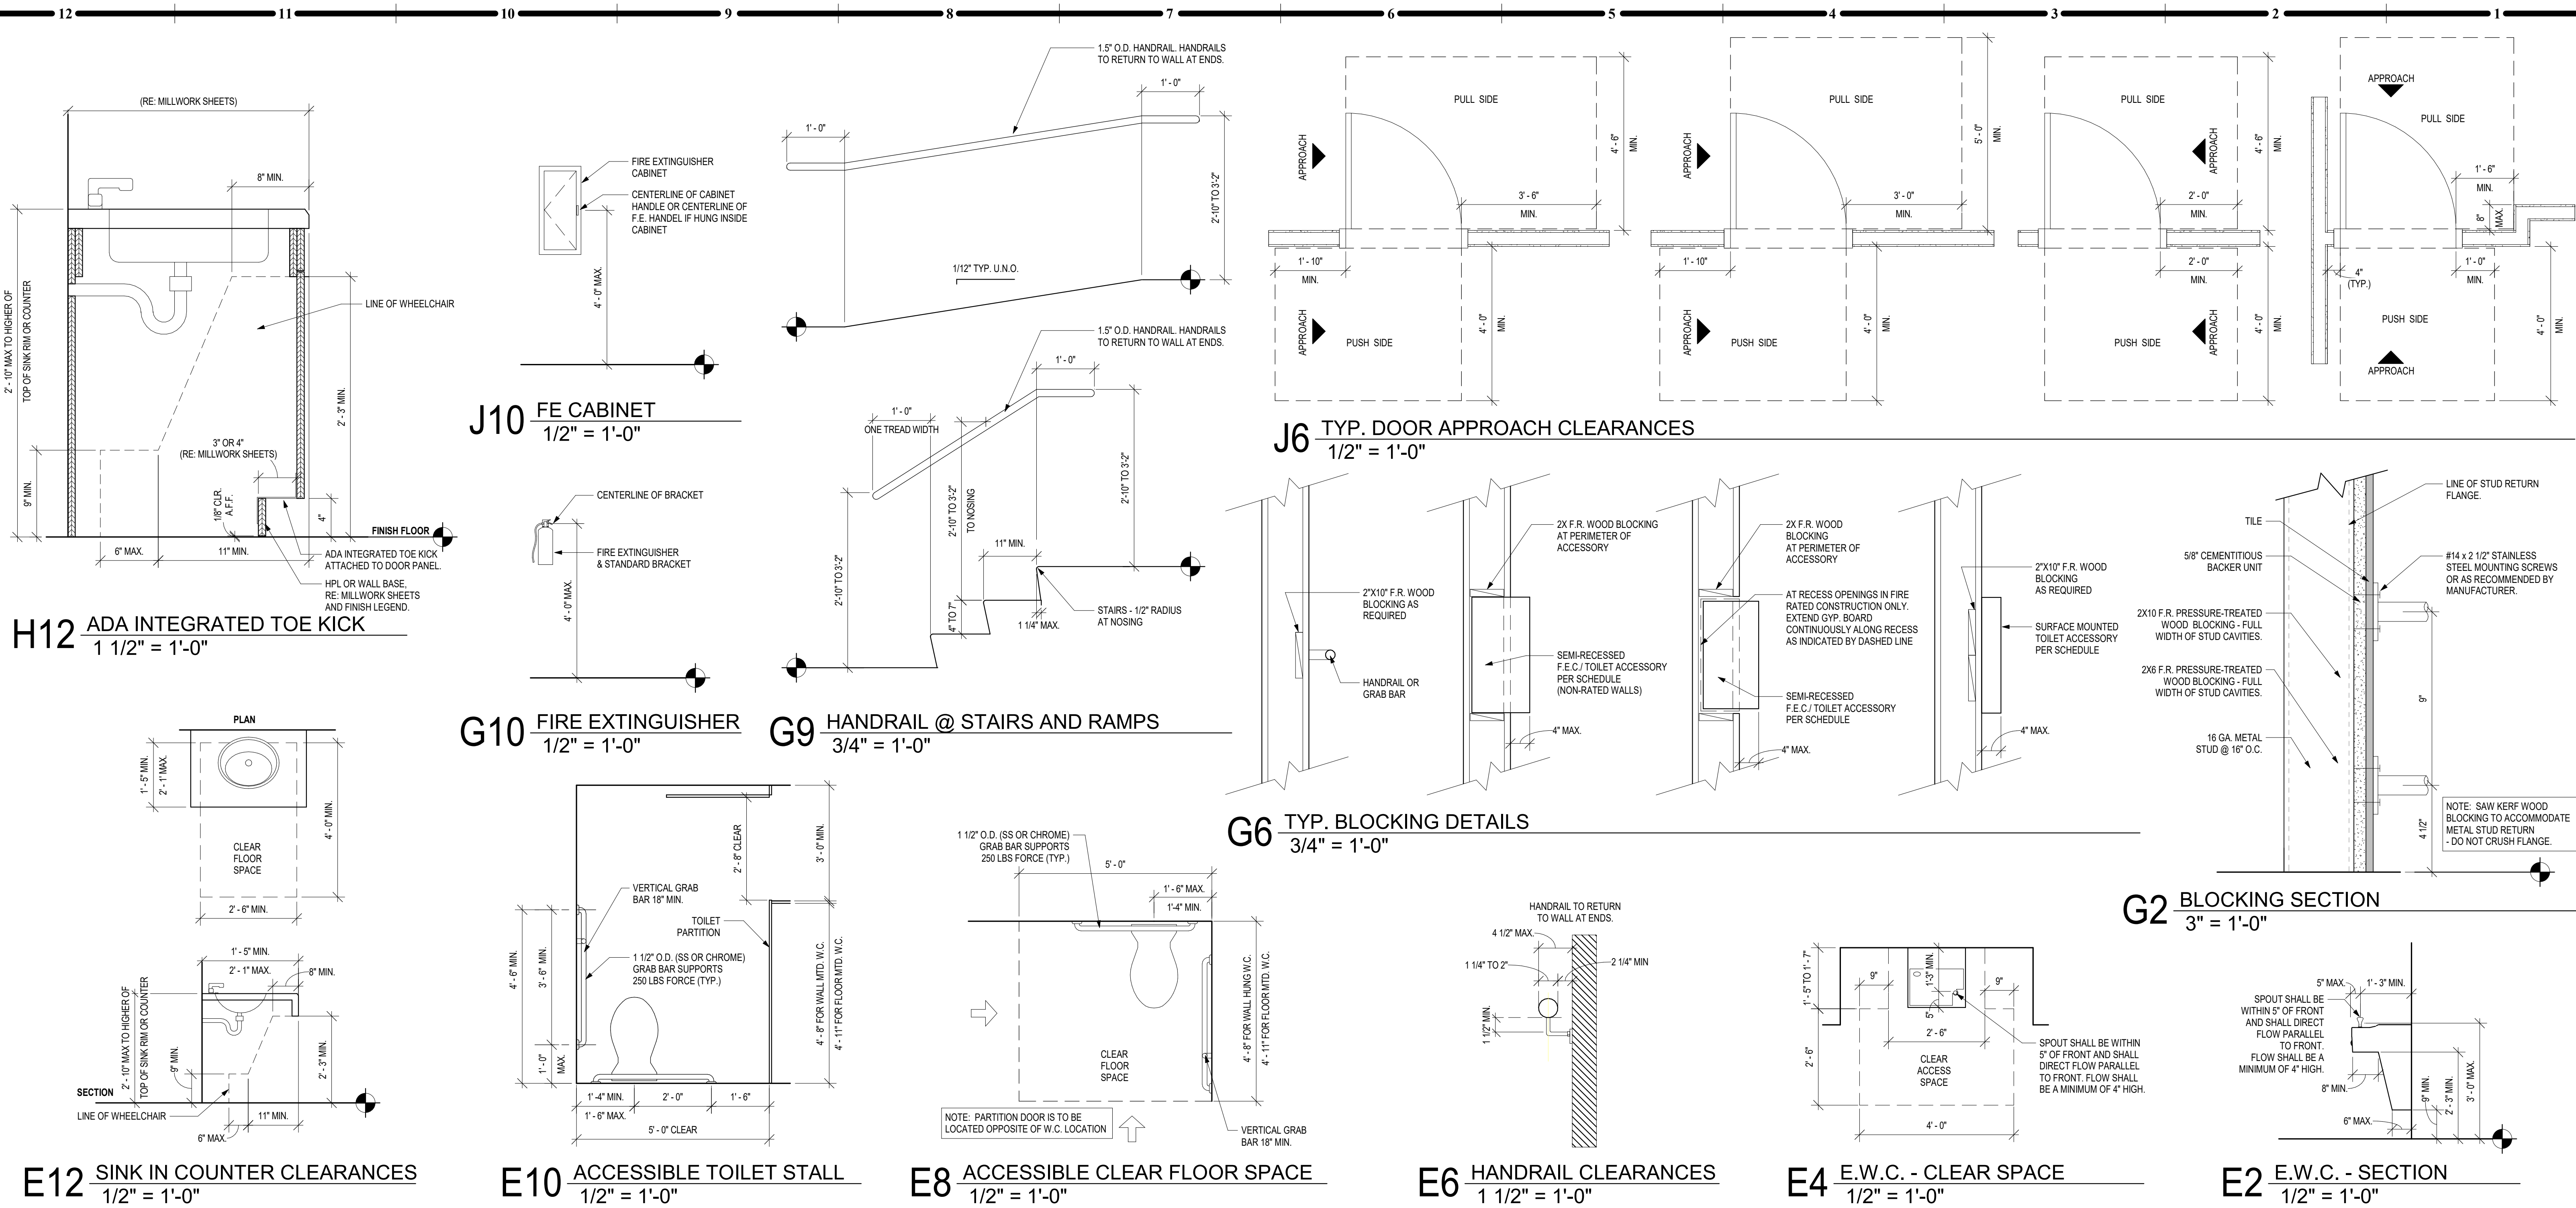 12 11 10 9 8 7 6 5 4 3 2 1
(RE: MILLWORK SHEETS)
8" MIN.
2' - 10" MAX TO HIGHER OF
TOP OF SINK RIM OR COUNTER
LINE OF WHEELCHAIR
2' - 3" MIN.
3" OR 4"
(RE: MILLWORK SHEETS)
9" MIN.
1/8" CLR.
A.F.F.
4"
FINISH FLOOR
6" MAX.
11" MIN.
ADA INTEGRATED TOE KICK
ATTACHED TO DOOR PANEL.
HPL OR WALL BASE,
RE: MILLWORK SHEETS
AND FINISH LEGEND.
H12 ADA INTEGRATED TOE KICK
1 1/2" = 1'-0"
FIRE EXTINGUISHER
CABINET
CENTERLINE OF CABINET
HANDLE OR CENTERLINE OF
F.E. HANDEL IF HUNG INSIDE
CABINET
4' - 0" MAX.
J10 FE CABINET
1/2" = 1'-0"
CENTERLINE OF BRACKET
FIRE EXTINGUISHER
& STANDARD BRACKET
4' - 0" MAX.
G10 FIRE EXTINGUISHER
1/2" = 1'-0"
1.5" O.D. HANDRAIL. HANDRAILS
TO RETURN TO WALL AT ENDS.
1' - 0"
1' - 0"
2'-10" TO 3'-2"
1/12" TYP. U.N.O.
1.5" O.D. HANDRAIL. HANDRAILS
TO RETURN TO WALL AT ENDS.
1' - 0"
1' - 0"
ONE TREAD WIDTH
2'-10" TO 3'-2"
TO NOSING
2'-10" TO 3'-2"
2'-10" TO 3'-2"
11" MIN.
4" TO 7"
1 1/4" MAX.
STAIRS - 1/2" RADIUS
AT NOSING
G9 HANDRAIL @ STAIRS AND RAMPS
3/4" = 1'-0"
PULL SIDE
APPROACH
4' - 6"
MIN.
3' - 6"
MIN.
1' - 10"
MIN.
APPROACH
PUSH SIDE
4' - 0"
MIN.
PULL SIDE
APPROACH
5' - 0"
MIN.
3' - 0"
MIN.
1' - 10"
MIN.
APPROACH
PUSH SIDE
4' - 0"
MIN.
PULL SIDE
APPROACH
4' - 6"
MIN.
2' - 0"
MIN.
2' - 0"
MIN.
PUSH SIDE
APPROACH
4' - 0"
MIN.
APPROACH
PULL SIDE
1' - 6"
MIN.
8"
MAX.
4"
(TYP.)
1' - 0"
MIN.
PUSH SIDE
APPROACH
4' - 0"
MIN.
J6 TYP. DOOR APPROACH CLEARANCES
1/2" = 1'-0"
2"X10" F.R. WOOD
BLOCKING AS
REQUIRED
HANDRAIL OR
GRAB BAR
2X F.R. WOOD BLOCKING
AT PERIMETER OF
ACCESSORY
SEMI-RECESSED
F.E.C./ TOILET ACCESSORY
PER SCHEDULE
(NON-RATED WALLS)
4" MAX.
2X F.R. WOOD
BLOCKING
AT PERIMETER OF
ACCESSORY
AT RECESS OPENINGS IN FIRE
RATED CONSTRUCTION ONLY.
EXTEND GYP. BOARD
CONTINUOUSLY ALONG RECESS
AS INDICATED BY DASHED LINE
SEMI-RECESSED
F.E.C./ TOILET ACCESSORY
PER SCHEDULE
4" MAX.
2"X10" F.R. WOOD
BLOCKING
AS REQUIRED
SURFACE MOUNTED
TOILET ACCESSORY
PER SCHEDULE
4" MAX.
G6 TYP. BLOCKING DETAILS
3/4" = 1'-0"
LINE OF STUD RETURN
FLANGE.
TILE
5/8" CEMENTITIOUS
BACKER UNIT
#14 x 2 1/2" STAINLESS
STEEL MOUNTING SCREWS
OR AS RECOMMENDED BY
MANUFACTURER.
2X10 F.R. PRESSURE-TREATED
WOOD BLOCKING - FULL
WIDTH OF STUD CAVITIES.
2X6 F.R. PRESSURE-TREATED
WOOD BLOCKING - FULL
WIDTH OF STUD CAVITIES.
16 GA. METAL
STUD @ 16" O.C.
9"
4 1/2"
NOTE: SAW KERF WOOD
BLOCKING TO ACCOMMODATE
METAL STUD RETURN
- DO NOT CRUSH FLANGE.
G2 BLOCKING SECTION
3" = 1'-0"
PLAN
1' - 5" MIN.
2' - 1" MAX.
4' - 0" MIN.
CLEAR
FLOOR
SPACE
2' - 6" MIN.
1' - 5" MIN.
2' - 1" MAX.
8" MIN.
2' - 10" MAX TO HIGHER OF
TOP OF SINK RIM OR COUNTER
9" MIN.
2' - 3" MIN.
SECTION
LINE OF WHEELCHAIR
11" MIN.
6" MAX.
E12 SINK IN COUNTER CLEARANCES
1/2" = 1'-0"
2' - 8" CLEAR
3' - 0" MIN.
VERTICAL GRAB
BAR 18" MIN.
TOILET
PARTITION
1 1/2" O.D. (SS OR CHROME)
GRAB BAR SUPPORTS
250 LBS FORCE (TYP.)
4' - 6" MIN.
3' - 6" MIN.
1' - 0"
MAX.
4' - 8" FOR WALL MTD. W.C.
4' - 11" FOR FLOOR MTD. W.C.
1' -4" MIN.
1' - 6" MAX.
2' - 0"
1' - 6"
5' - 0" CLEAR
E10 ACCESSIBLE TOILET STALL
1/2" = 1'-0"
1 1/2" O.D. (SS OR CHROME)
GRAB BAR SUPPORTS
250 LBS FORCE (TYP.)
5' - 0"
1' - 6" MAX.
1'-4" MIN.
4' - 8" FOR WALL HUNG W.C.
4' - 11" FOR FLOOR MTD. W.C.
CLEAR
FLOOR
SPACE
NOTE: PARTITION DOOR IS TO BE
LOCATED OPPOSITE OF W.C. LOCATION
VERTICAL GRAB
BAR 18" MIN.
E8 ACCESSIBLE CLEAR FLOOR SPACE
1/2" = 1'-0"
HANDRAIL TO RETURN
TO WALL AT ENDS.
4 1/2" MAX.
1 1/4" TO 2"
2 1/4" MIN
1 1/2" MIN.
E6 HANDRAIL CLEARANCES
1 1/2" = 1'-0"
1' - 5" TO 1' - 7"
9"
1'-3" MIN.
9"
5"
2' - 6"
2' - 6"
CLEAR
ACCESS
SPACE
4' - 0"
SPOUT SHALL BE WITHIN
5" OF FRONT AND SHALL
DIRECT FLOW PARALLEL
TO FRONT. FLOW SHALL
BE A MINIMUM OF 4" HIGH.
E4 E.W.C. - CLEAR SPACE
1/2" = 1'-0"
5" MAX.
1' - 3" MIN.
SPOUT SHALL BE
WITHIN 5" OF FRONT
AND SHALL DIRECT
FLOW PARALLEL
TO FRONT.
FLOW SHALL BE A
MINIMUM OF 4" HIGH.
8" MIN.
9" MIN.
2' - 3" MIN.
3' - 0" MAX.
6" MAX.
E2 E.W.C. - SECTION
1/2" = 1'-0"